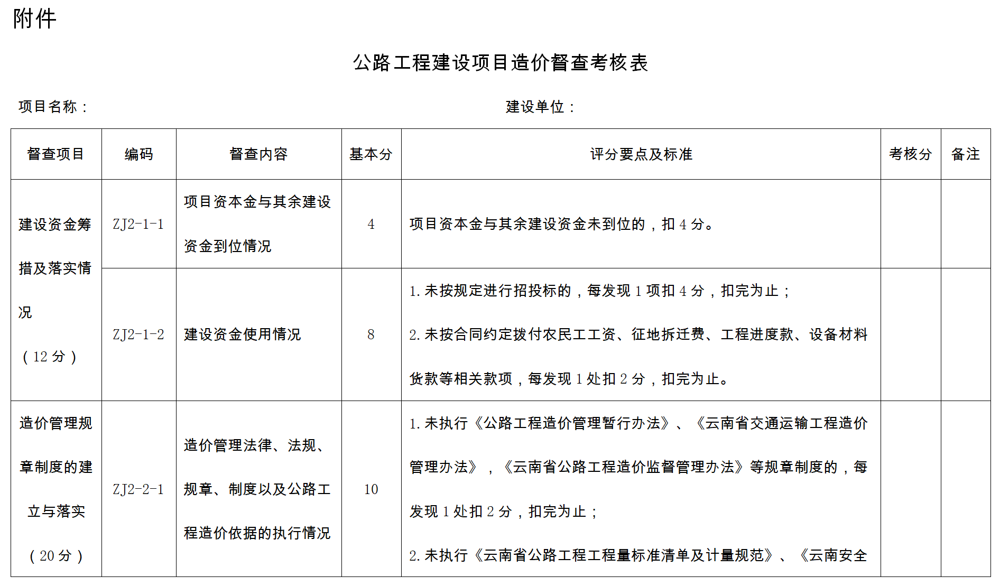 附件
公路工程建设项目造价督查考核表
项目名称：
建设单位：
督查项目 编码 督查内容 基本分 评分要点及标准 考核分 备注
建设资金筹
措及落实情
况
（12 分）
ZJ2-1-1
项目资本金与其余建设
资金到位情况
4
项目资本金与其余建设资金未到位的，扣 4 分。
ZJ2-1-2
建设资金使用情况
8
1.未按规定进行招投标的，每发现 1 项扣 4 分，扣完为止；
2.未按合同约定拨付农民工工资、征地拆迁费、工程进度款、设备材料
货款等相关款项，每发现 1 处扣 2 分，扣完为止。
造价管理规
章制度的建
立与落实
（20 分）
ZJ2-2-1
造价管理法律、法规、
规章、制度以及公路工
程造价依据的执行情况
10
1.未执行《公路工程造价管理暂行办法》、《云南省交通运输工程造价
管理办法》，《云南省公路工程造价监督管理办法》等规章制度的，每
发现 1 处扣 2 分，扣完为止；
2.未执行《云南省公路工程工程量标准清单及计量规范》、《云南安全